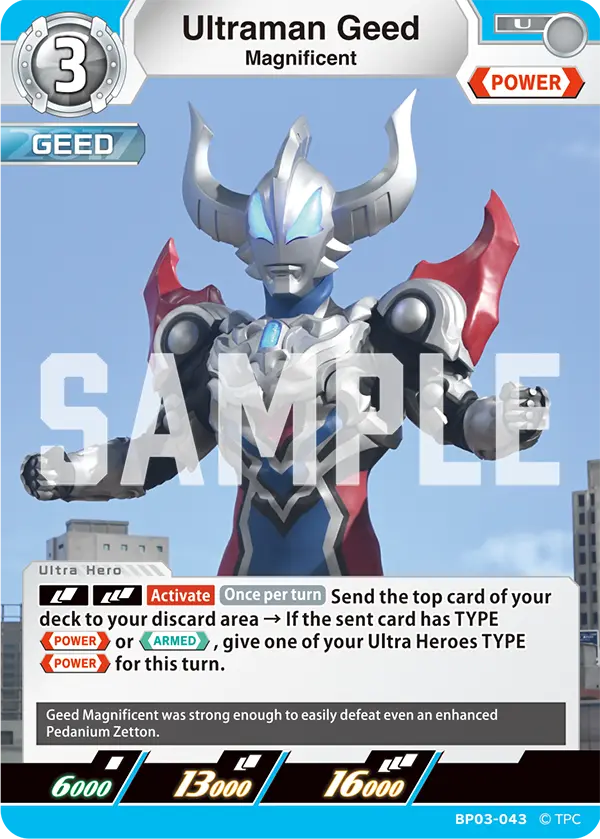 3
Ultraman Geed
Magnificent
U
POWER
2017
GEED
SAMPLE
Ultra Hero
Activate Once per turn Send the top card of your
deck to your discard area → If the sent card has TYPE
POWER or ARMED , give one of your Ultra Heroes TYPE
POWER for this turn.
Geed Magnificent was strong enough to easily defeat even an enhanced
Pedanium Zetton.
6000 13000 16000
BP03-043 © TPC